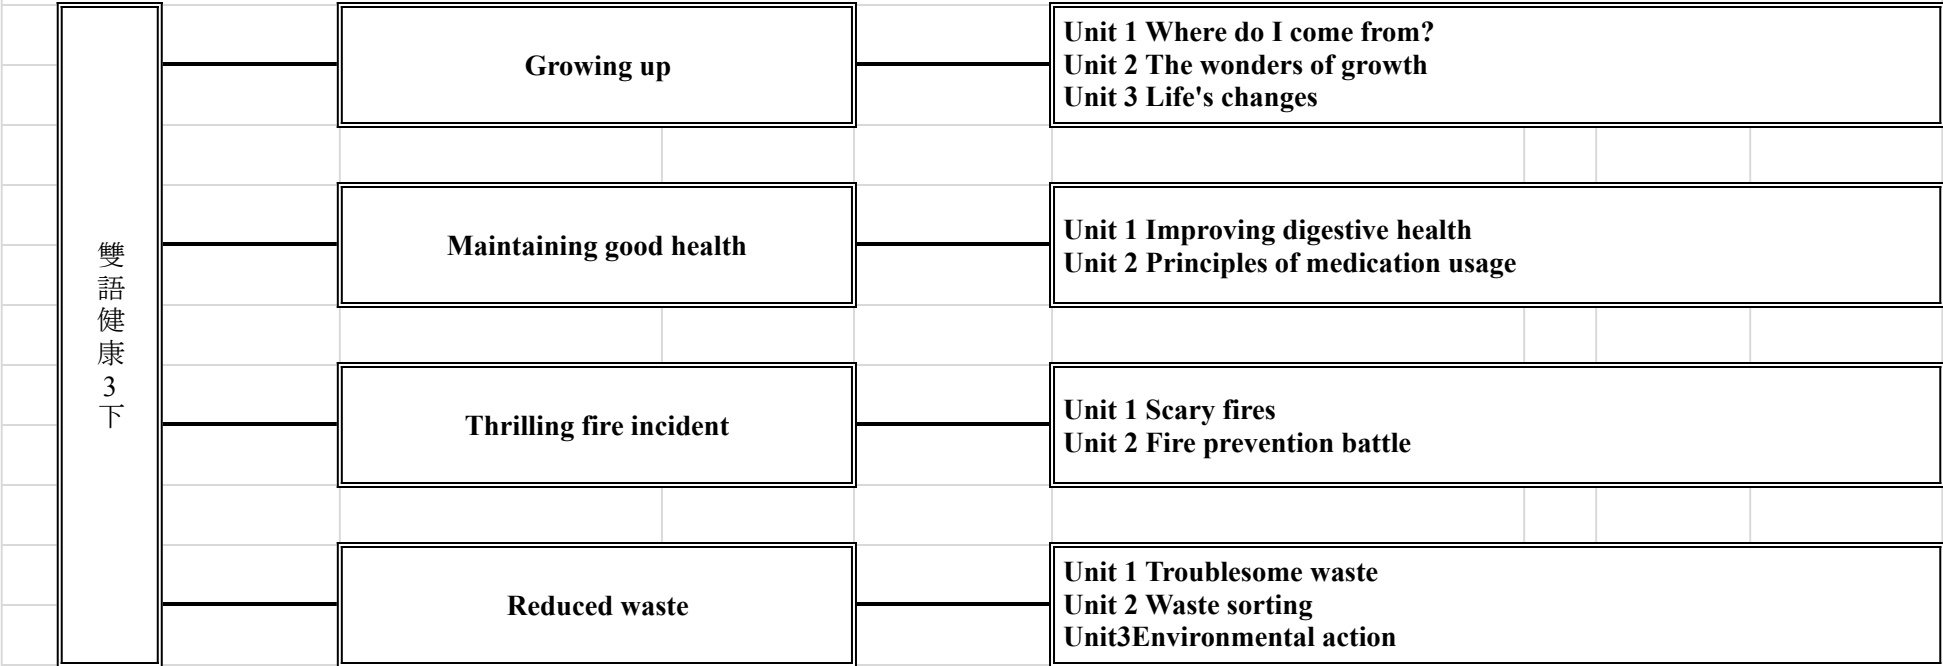 雙語健康3下
Growing up
Unit 1 Where do I come from?
Unit 2 The wonders of growth
Unit 3 Life's changes
Maintaining good health
Unit 1 Improving digestive health
Unit 2 Principles of medication usage
Thrilling fire incident
Unit 1 Scary fires
Unit 2 Fire prevention battle
Reduced waste
Unit 1 Troublesome waste
Unit 2 Waste sorting
Unit3Environmental action